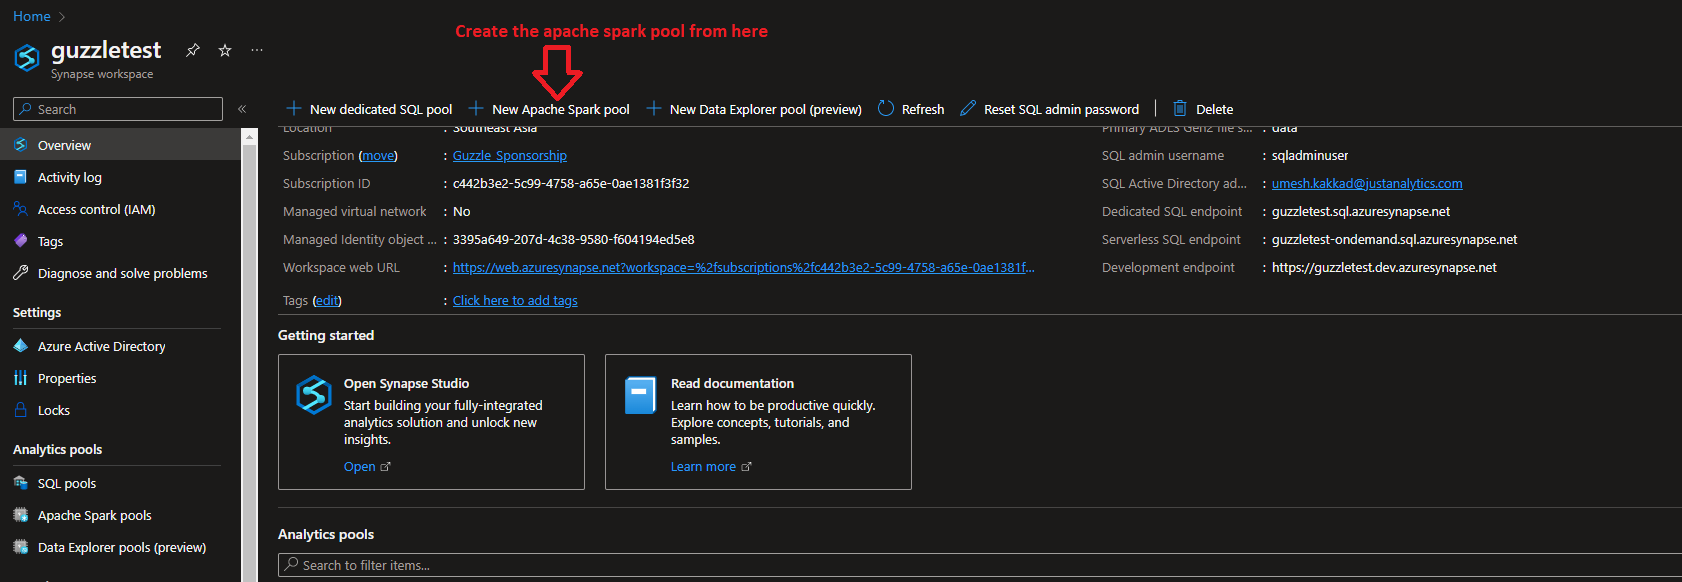 Home >
Create the apache spark pool from here
guzzletest
Synapse workspace
Search
«
+ New dedicated SQL pool + New Apache Spark pool + New Data Explorer pool (preview) Refresh Reset SQL admin password | Delete
Overview
Activity log
Access control (IAM)
Tags
Diagnose and solve problems
Settings
Azure Active Directory
Properties
Locks
Analytics pools
SQL pools
Apache Spark pools
Data Explorer pools (preview)
Location : Southeast Asia
Subscription (move) : Guzzle Sponsorship
Subscription ID : c442b3e2-5c99-4758-a65e-0ae1381f3f32
Managed virtual network : No
Managed Identity object ... : 3395a649-207d-4c38-9580-f604194ed5e8
Workspace web URL : https://web.azuresynapse.net?workspace=%2fsubscriptions%2fc442b3e2-5c99-4758-a65e-0ae1381f...
Tags (edit) : Click here to add tags
Primary ADLS Gen2 file s... : data
SQL admin username : sqladminuser
SQL Active Directory ad... : umesh.kakkad@justanalytics.com
Dedicated SQL endpoint : guzzletest.sql.azuresynapse.net
Serverless SQL endpoint : guzzletest-ondemand.sql.azuresynapse.net
Development endpoint : https://guzzletest.dev.azuresynapse.net
Getting started
Open Synapse Studio
Start building your fully-integrated
analytics solution and unlock new
insights.
Open
Read documentation
Learn how to be productive quickly.
Explore concepts, tutorials, and
samples.
Learn more
Analytics pools
Search to filter items...